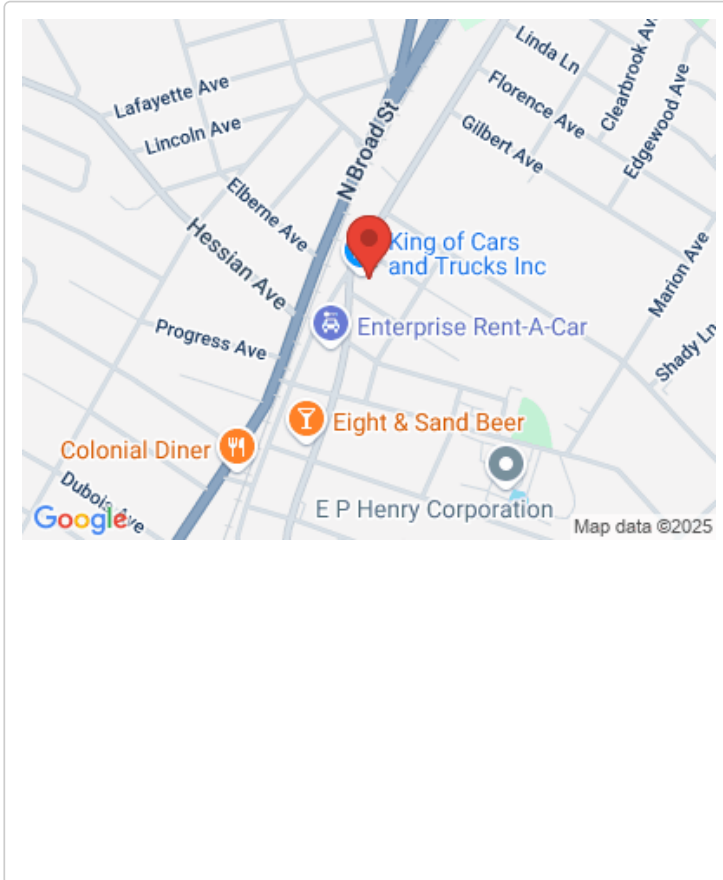 Linda Ln
Clearbrook Av
Lafayette Ave
Florence Ave
Edgewood Ave
Lincoln Ave
Gilbert Ave
N Broad St
Elberne Ave
Hessian Ave
King of Cars
and Trucks Inc
Marion Ave
Progress Ave
Enterprise Rent-A-Car
Shady Ln
Eight & Sand Beer
Colonial Diner
Dubois Ave
E P Henry Corporation
Google
Map data ©2025